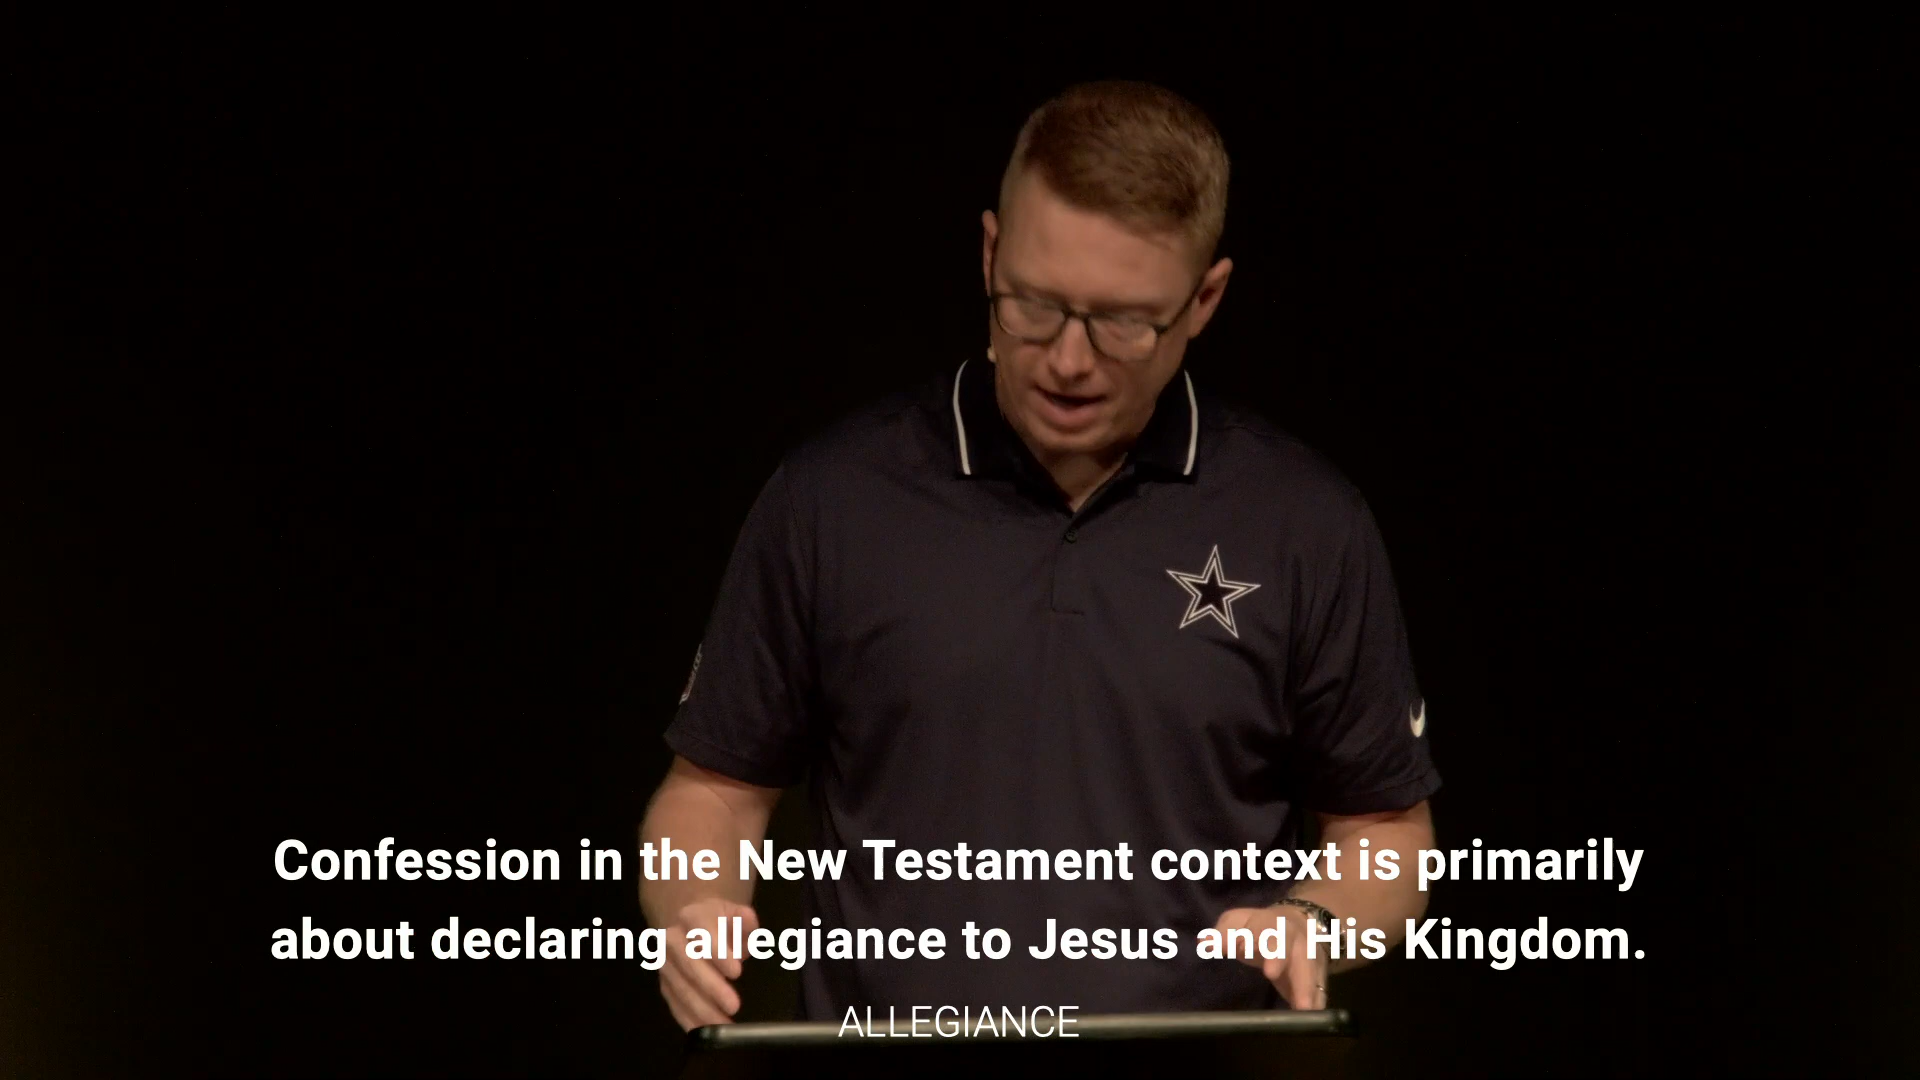 Confession in the New Testament context is primarily
about declaring allegiance to Jesus and His Kingdom.
ALLEGIANCE